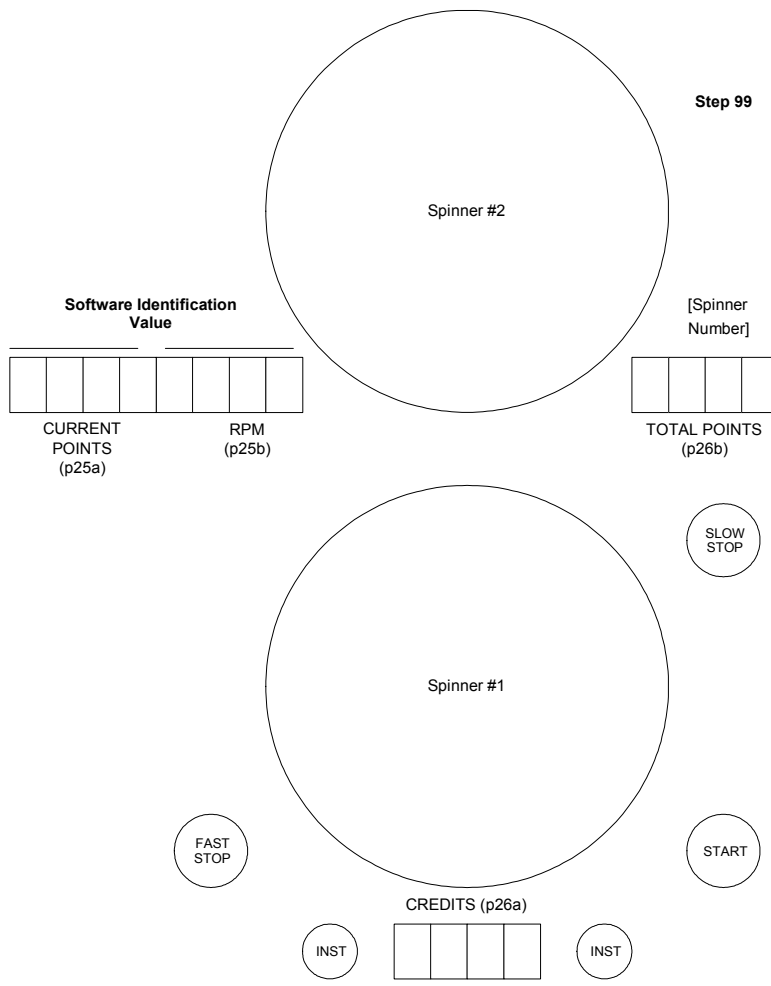 Step 99
Spinner #2
Software Identification
Value
[Spinner
Number]
CURRENT
POINTS
(p25a)
RPM
(p25b)
TOTAL POINTS
(p26b)
SLOW
STOP
Spinner #1
FAST
STOP
START
CREDITS (p26a)
INST
INST